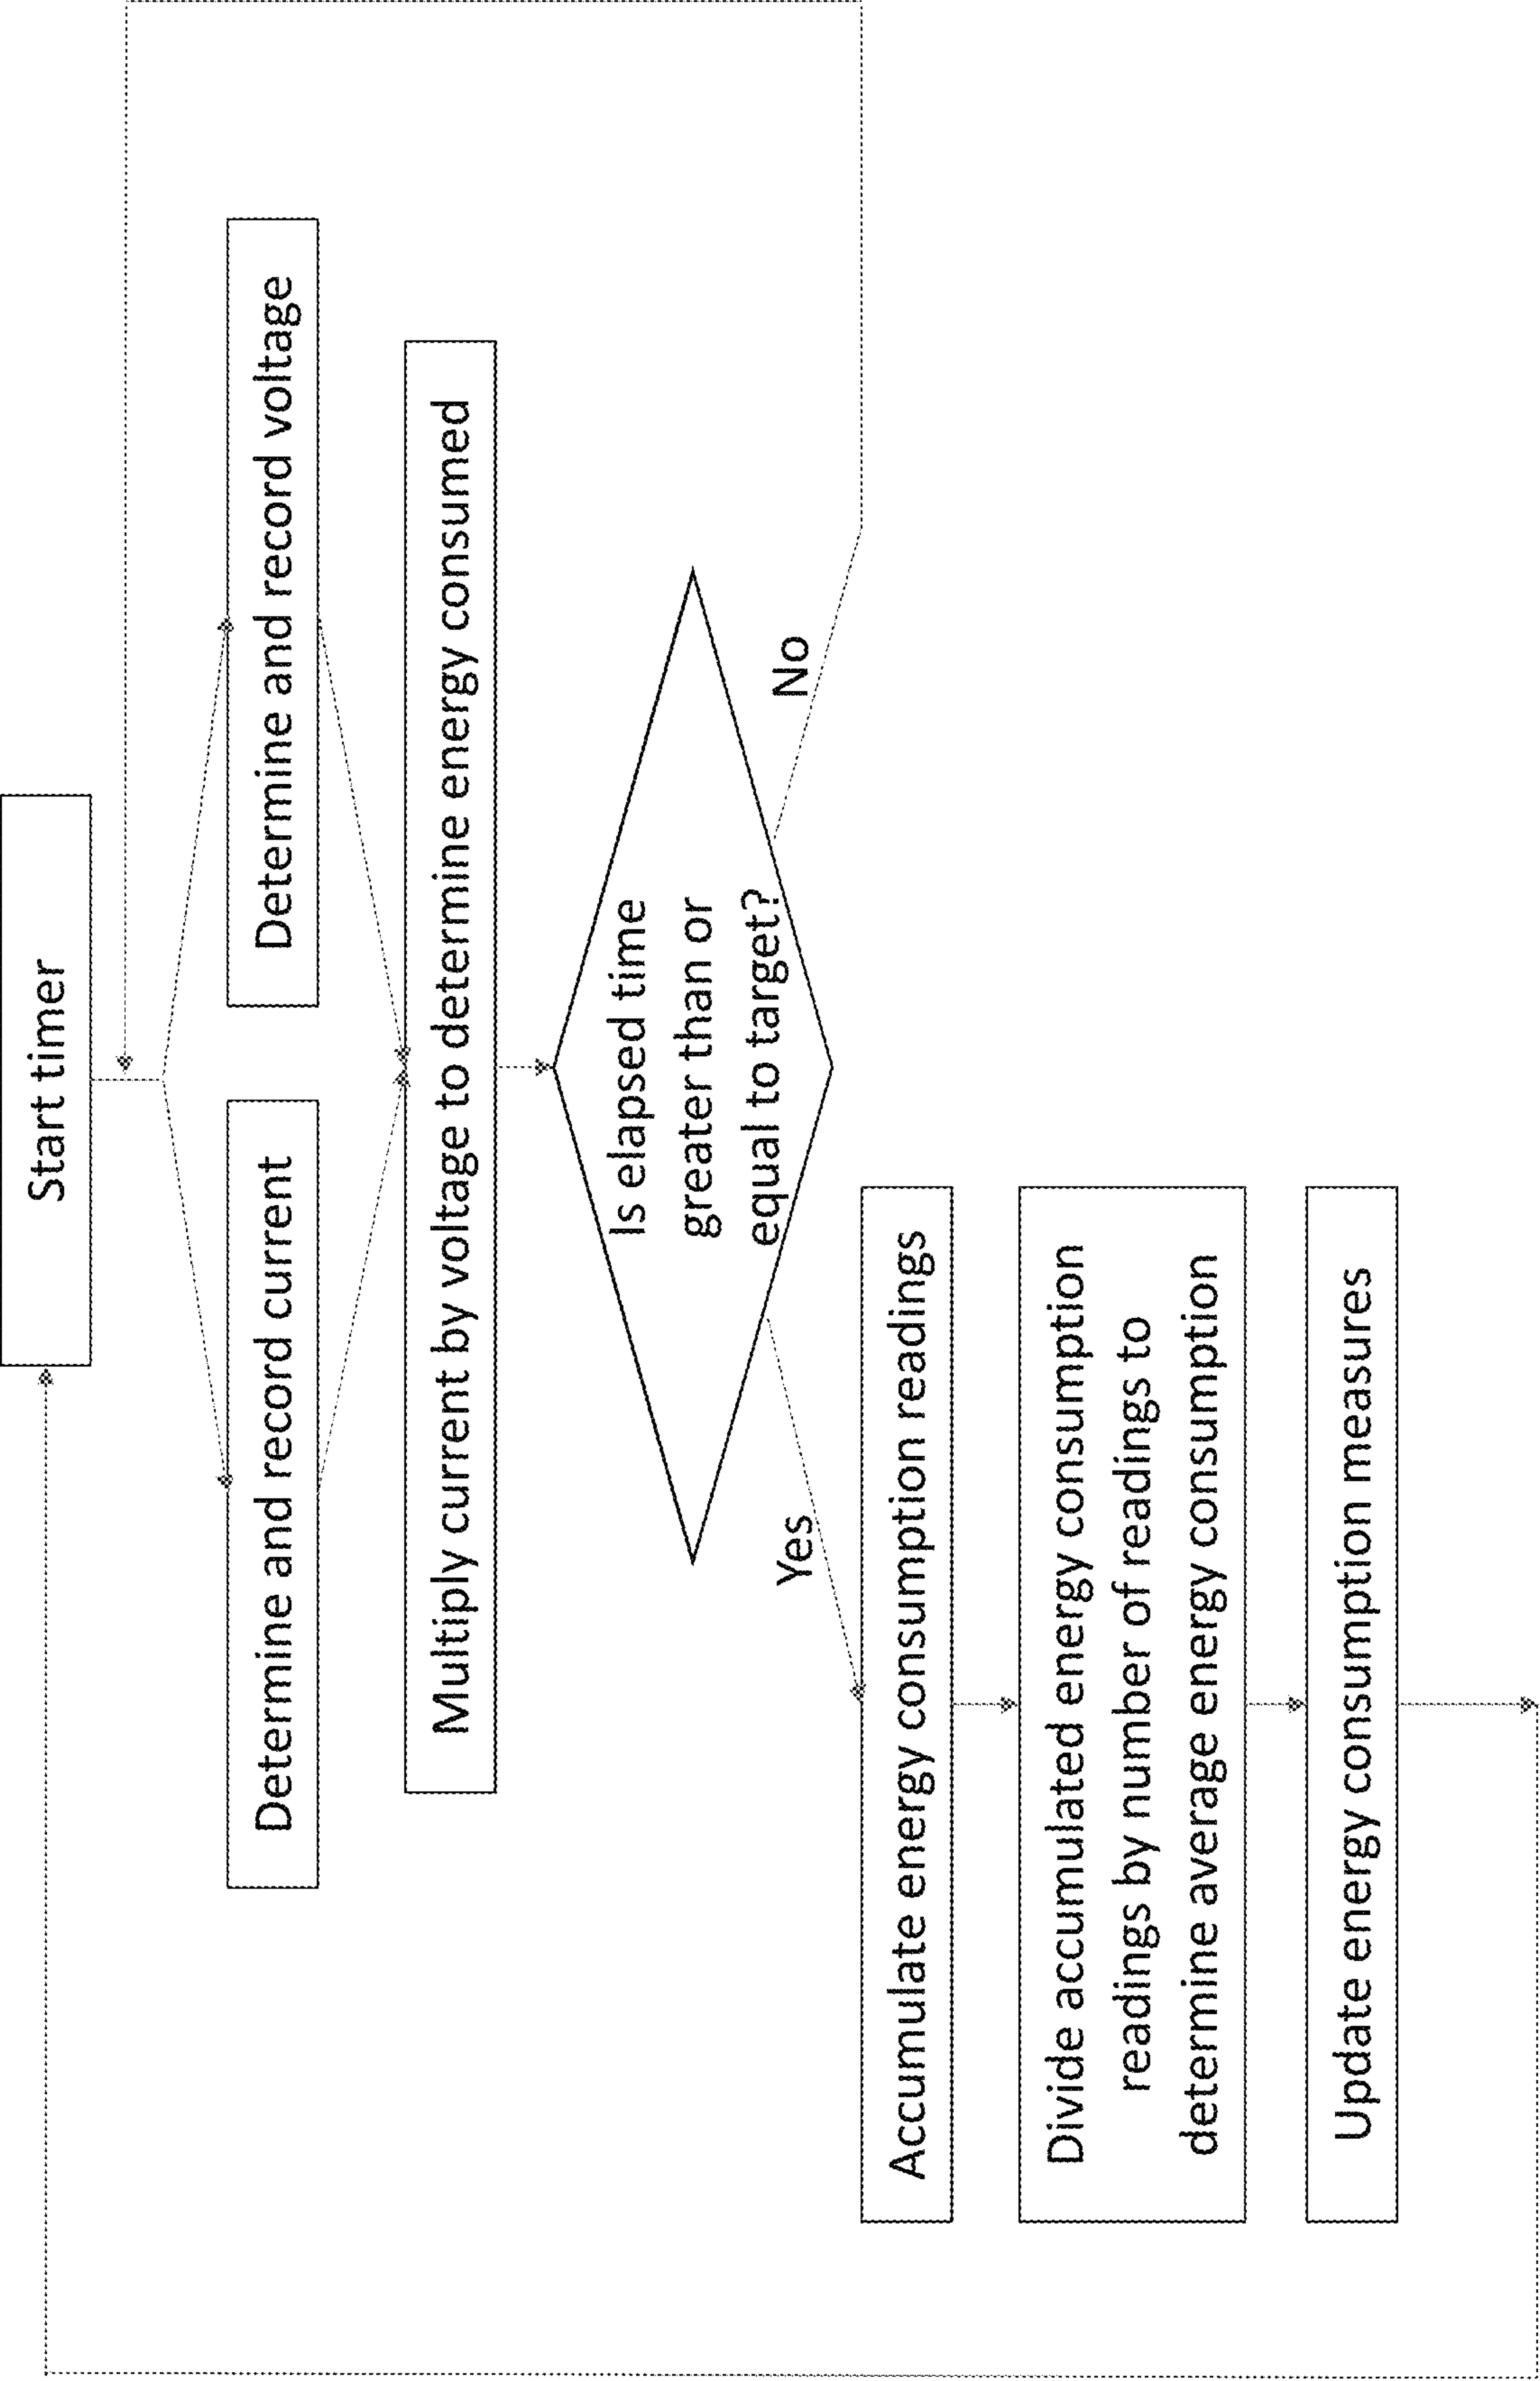 Start timer
Determine and record current
Determine and record voltage
Multiply current by voltage to determine energy consumed
Is elapsed time
greater than or
equal to target?
Yes
No
Accumulate energy consumption readings
Divide accumulated energy consumption
readings by number of readings to
determine average energy consumption
Update energy consumption measures